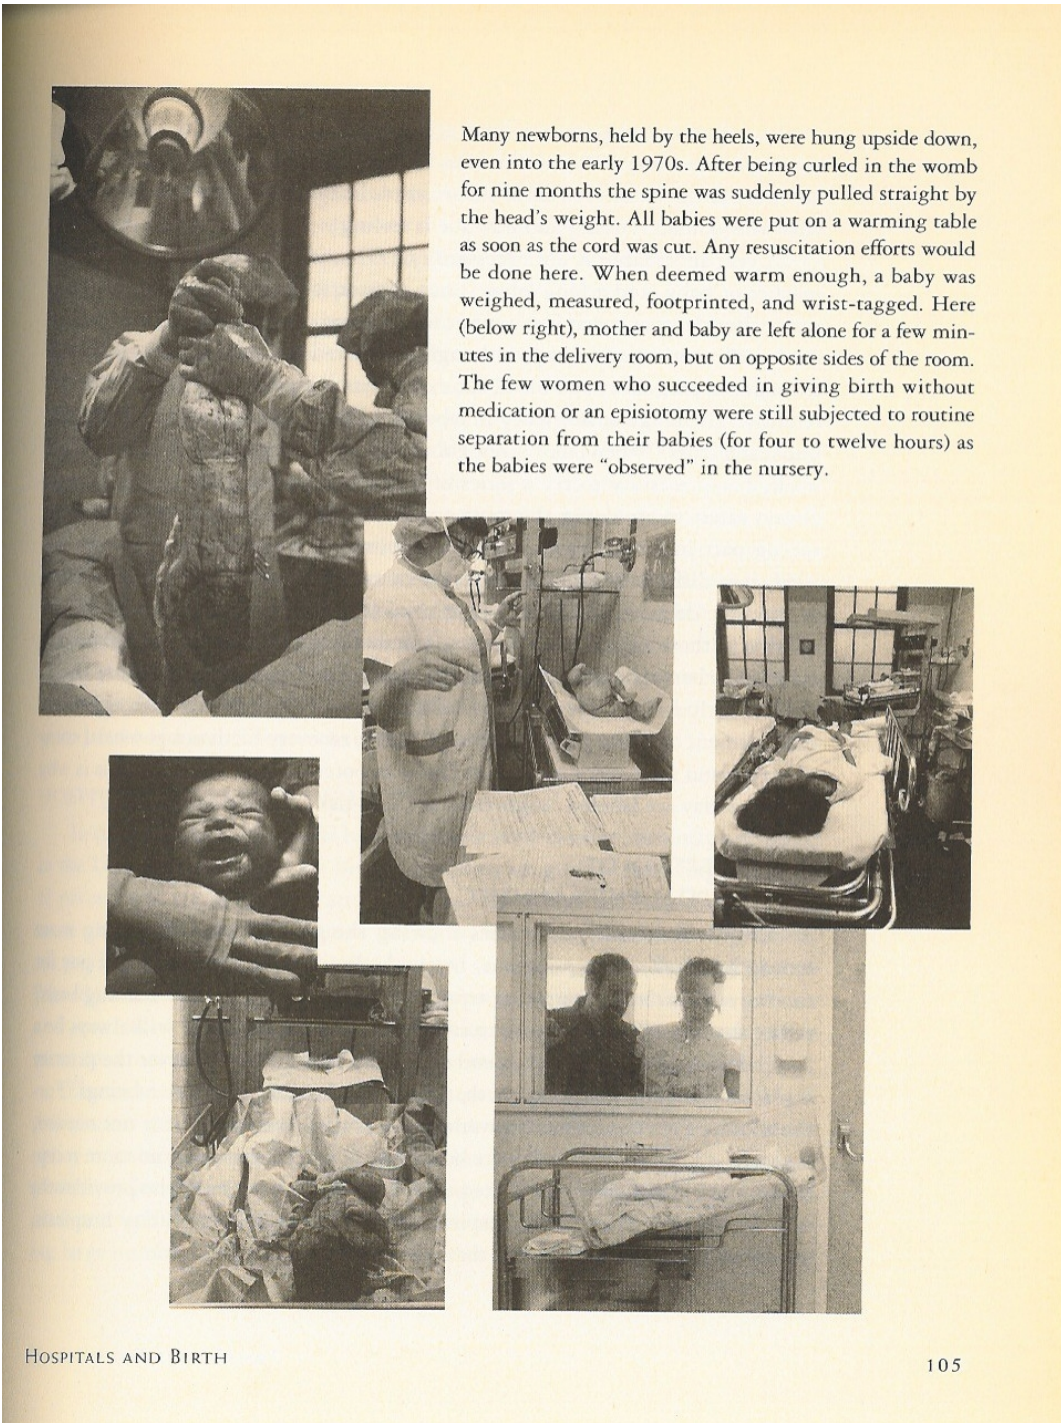 Many newborns, held by the heels, were hung upside down,
even into the early 1970s. After being curled in the womb
for nine months the spine was suddenly pulled straight by
the head's weight. All babies were put on a warming table
as soon as the cord was cut. Any resuscitation efforts would
be done here. When deemed warm enough, a baby was
weighed, measured, footprinted, and wrist-tagged. Here
(below right), mother and baby are left alone for a few min-
utes in the delivery room, but on opposite sides of the room.
The few women who succeeded in giving birth without
medication or an episiotomy were still subjected to routine
separation from their babies (for four to twelve hours) as
the babies were “observed” in the nursery.
HOSPITALS AND BIRTH
105